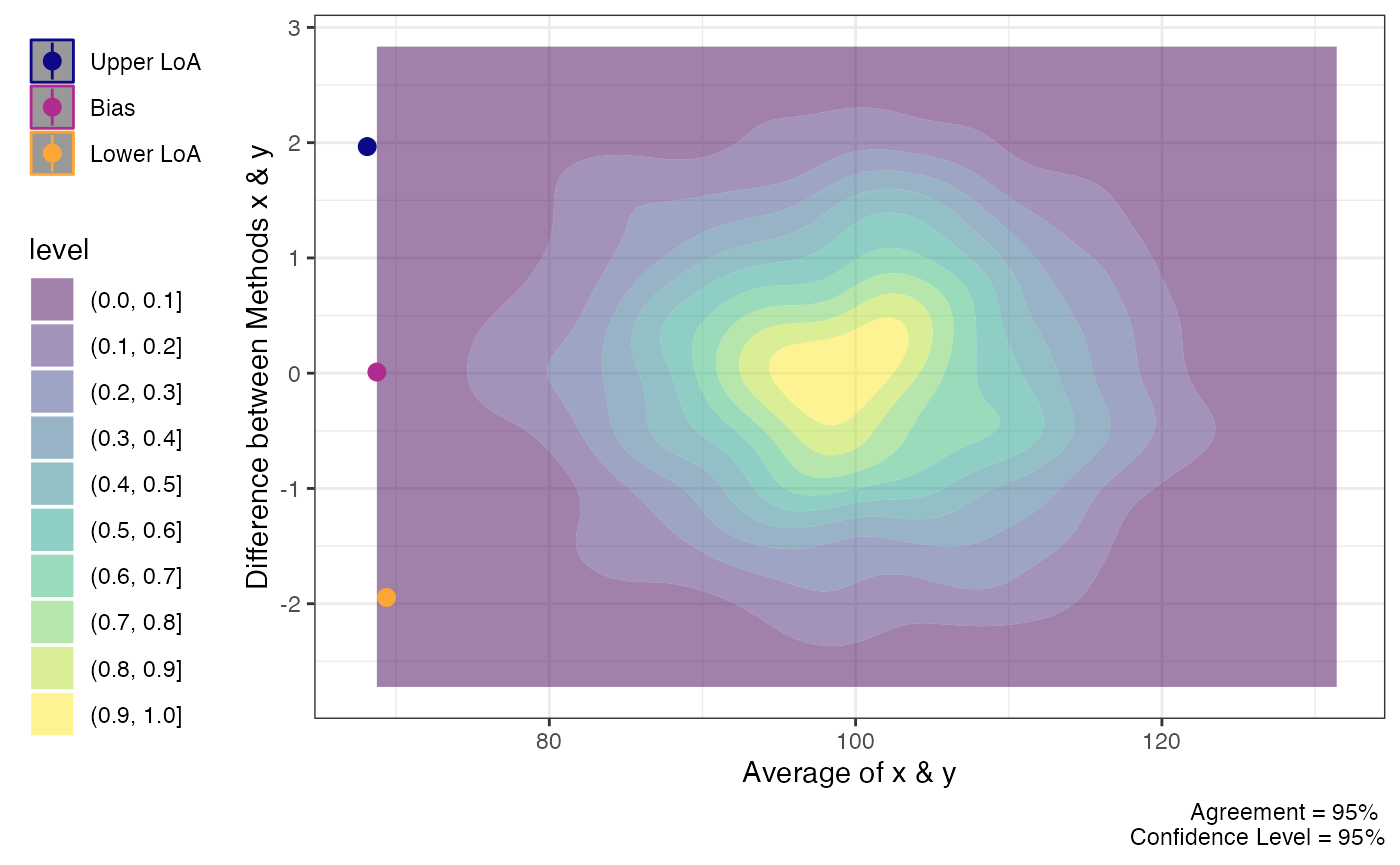 Upper LoA
Bias
Lower LoA
level
(0.0, 0.1]
(0.1, 0.2]
(0.2, 0.3]
(0.3, 0.4]
(0.4, 0.5]
(0.5, 0.6]
(0.6, 0.7]
(0.7, 0.8]
(0.8, 0.9]
(0.9, 1.0]
Difference between Methods x & y
3
2
1
0
-1
-2
80
100
120
Average of x & y
Agreement = 95%
Confidence Level = 95%